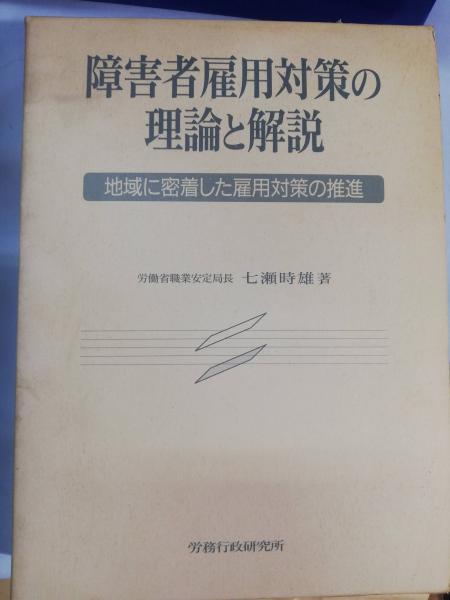 障害者雇用対策の
理論と解説
地域に密着した雇用対策の推進
労働省職業安定局長 七瀬時雄著
労務行政研究所